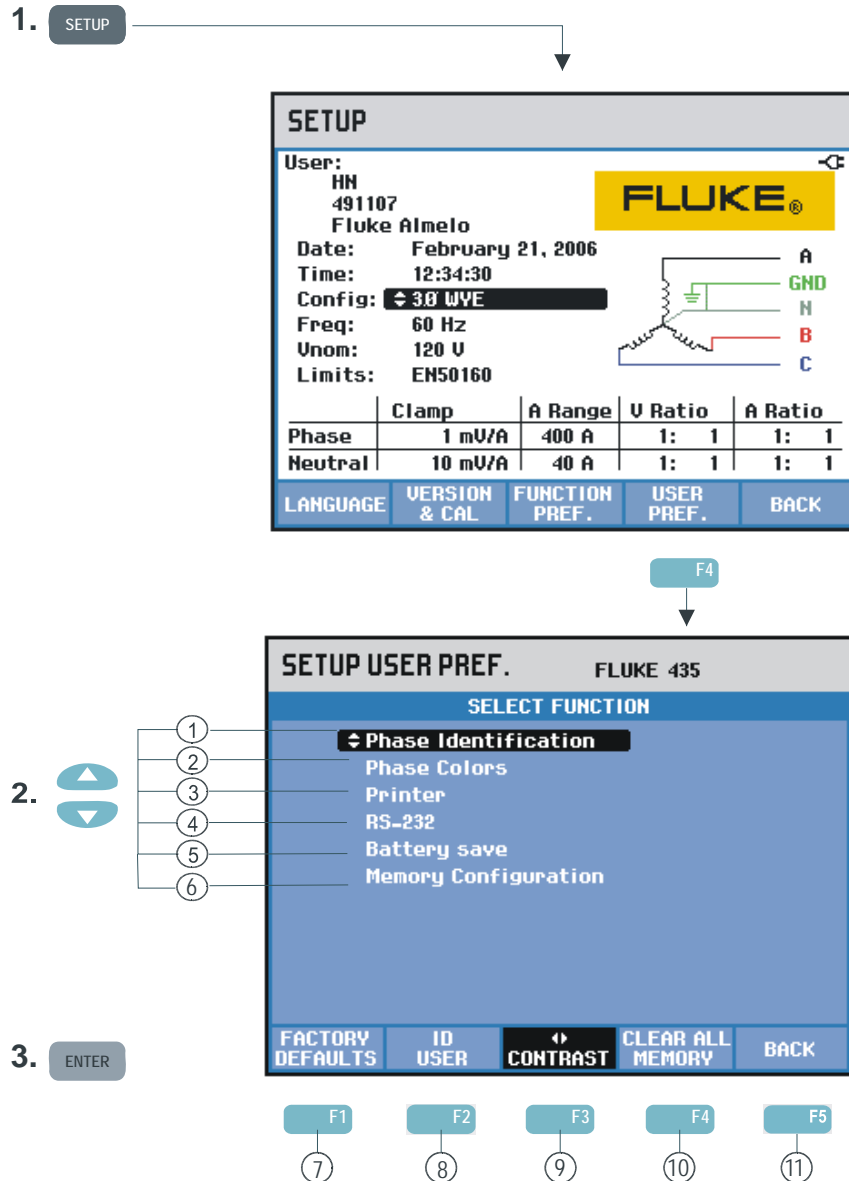 1. SETUP
SETUP
User:
HN
491107
Fluke Almelo
FLUKE®
Date: February 21, 2006
Time: 12:34:30
Config: 3Ø WYE
Freq: 60 Hz
Vnom: 120 V
Limits: EN50160
A
GND
N
B
C
Clamp A Range V Ratio A Ratio
Phase 1 mV/A 400 A 1: 1 1: 1
Neutral 10 mV/A 40 A 1: 1 1: 1
LANGUAGE VERSION & CAL FUNCTION PREF. USER PREF. BACK
F4
SETUP USER PREF. FLUKE 435
SELECT FUNCTION
2.
1 Phase Identification
2 Phase Colors
3 Printer
4 RS-232
5 Battery save
6 Memory Configuration
3. ENTER
FACTORY DEFAULTS ID USER CONTRAST CLEAR ALL MEMORY BACK
F1 F2 F3 F4 F5
7 8 9 10 11